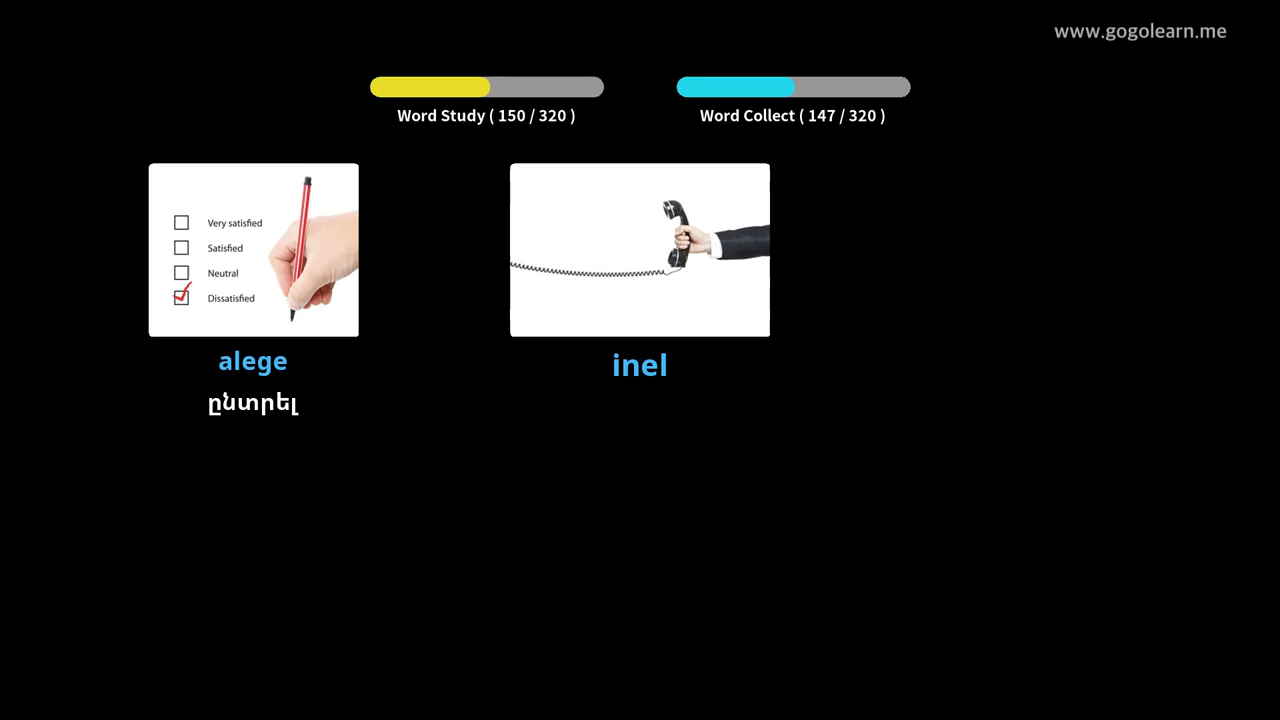 www.gogolearn.me
Word Study ( 150 / 320 )
Word Collect ( 147 / 320 )
Very satisfied
Satisfied
Neutral
Dissatisfied
alege
ընտրել
inel